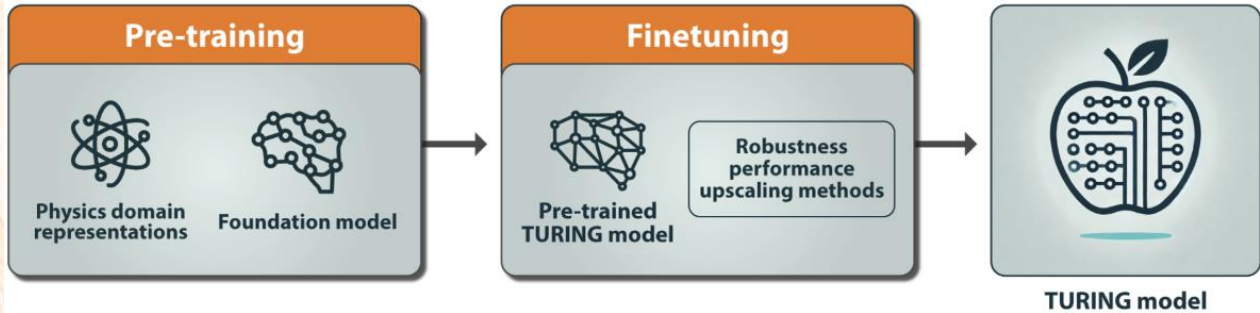 Pre-training
Physics domain
representations
Foundation model
Finetuning
Pre-trained
TURING model
Robustness
performance
upscaling methods
TURING model